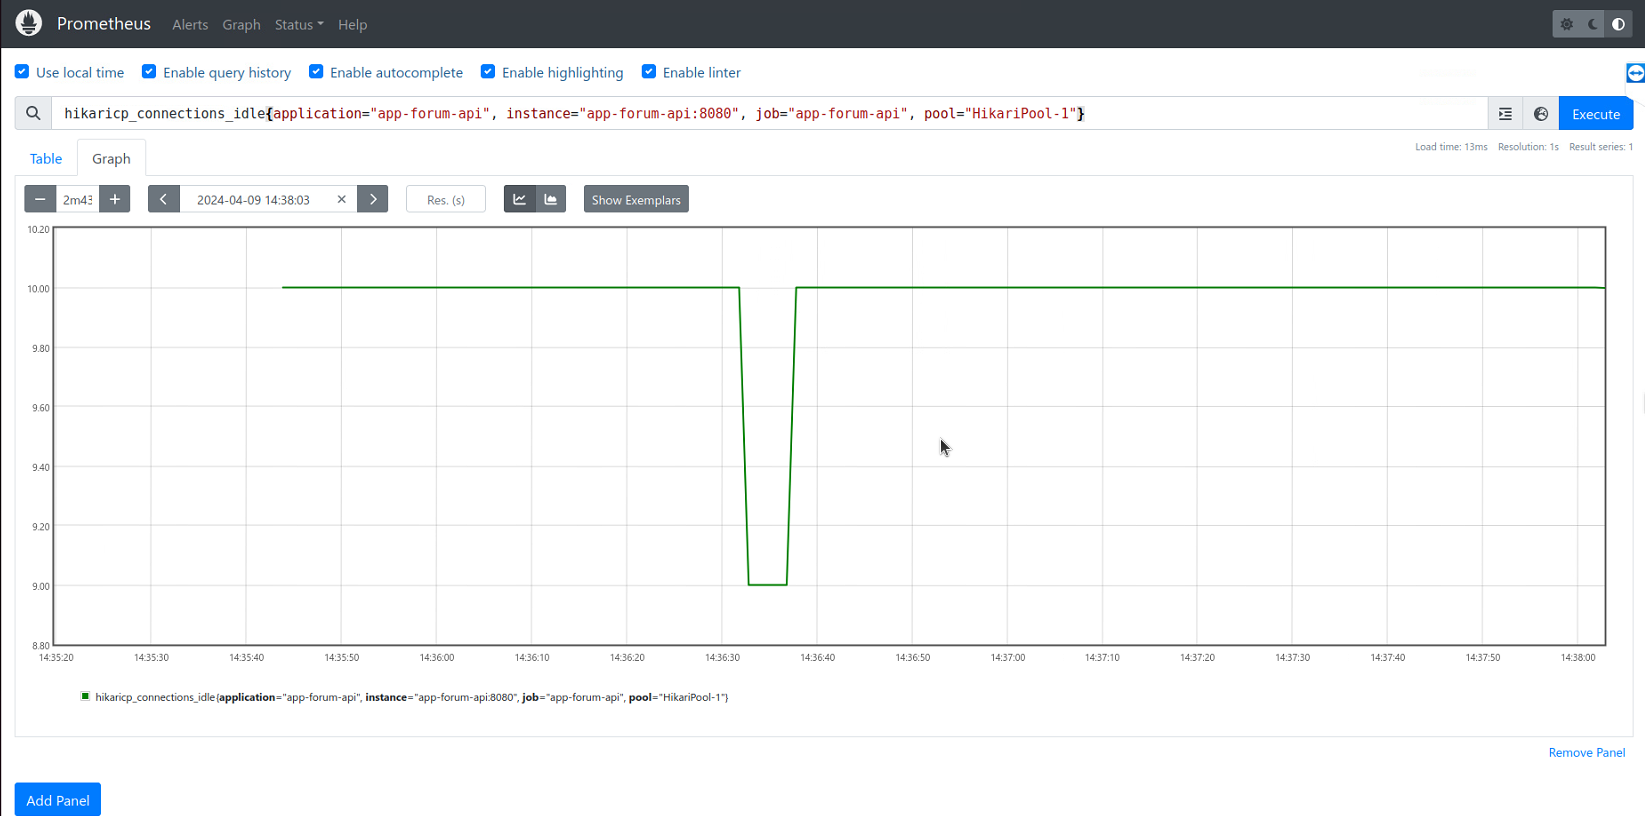 Prometheus Alerts Graph Status Help
Use local time Enable query history Enable autocomplete Enable highlighting Enable linter
hikaricp_connections_idle{application="app-forum-api", instance="app-forum-api:8080", job="app-forum-api", pool="HikariPool-1"} Execute
Table Graph Load time: 13ms Resolution: 1s Result series: 1
− 2m43 + 2024-04-09 14:38:03 × Res. (s) Show Exemplars
10.20
10.00
9.80
9.60
9.40
9.20
9.00
8.80
14:35:20 14:35:30 14:35:40 14:35:50 14:36:00 14:36:10 14:36:20 14:36:30 14:36:40 14:36:50 14:37:00 14:37:10 14:37:20 14:37:30 14:37:40 14:37:50 14:38:00
hikaricp_connections_idle{application="app-forum-api", instance="app-forum-api:8080", job="app-forum-api", pool="HikariPool-1"}
Remove Panel
Add Panel